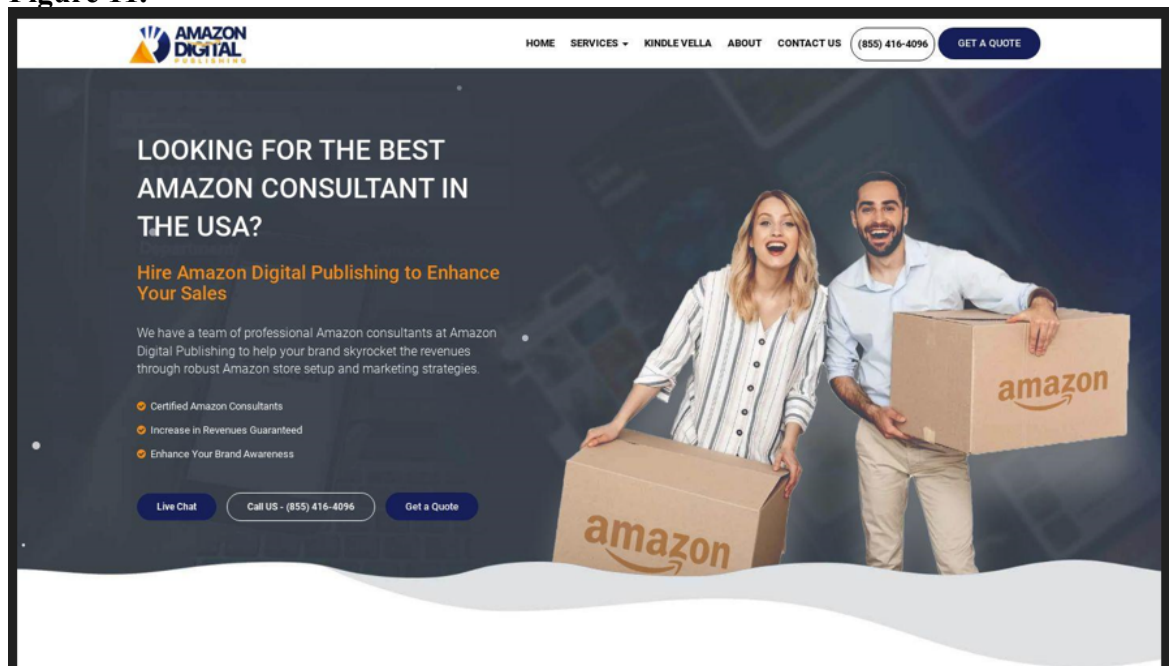 Figure 11:
AMAZON
DIGITAL
PUBLISHING
HOME SERVICES KINDLE VELLA ABOUT CONTACT US (855) 416-4096 GET A QUOTE
LOOKING FOR THE BEST
AMAZON CONSULTANT IN
THE USA?
Hire Amazon Digital Publishing to Enhance
Your Sales
We have a team of professional Amazon consultants at Amazon
Digital Publishing to help your brand skyrocket the revenues
through robust Amazon store setup and marketing strategies.
Certified Amazon Consultants
Increase in Revenues Guaranteed
Enhance Your Brand Awareness
Live Chat Call US - (855) 416-4096 Get a Quote
amazon
amazon